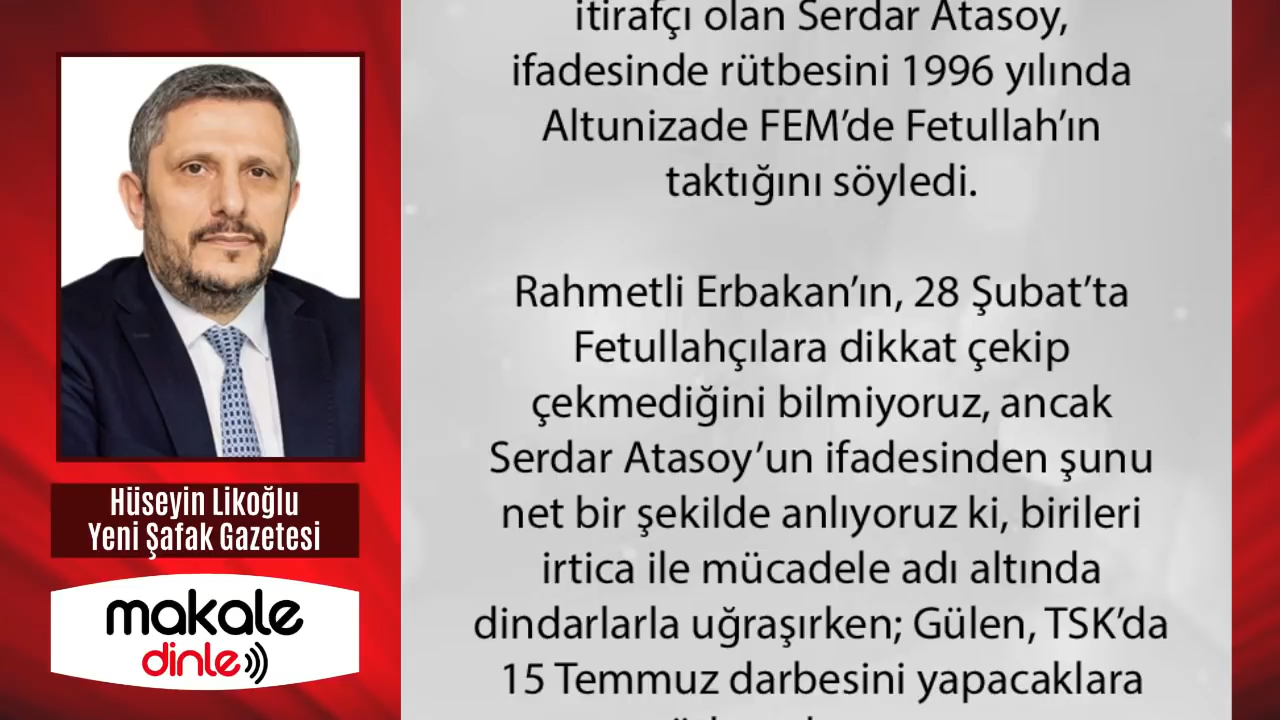 itirafçı olan Serdar Atasoy,
ifadesinde rütbesini 1996 yılında
Altunizade FEM’de Fetullah’ın
taktığını söyledi.
Rahmetli Erbakan’ın, 28 Şubat’ta
Fetullahçılara dikkat çekip
çekmediğini bilmiyoruz, ancak
Serdar Atasoy’un ifadesinden şunu
net bir şekilde anlıyoruz ki, birileri
irtica ile mücadele adı altında
dindarlarla uğraşırken; Gülen, TSK’da
15 Temmuz darbesini yapacaklara
Hüseyin Likoğlu
Yeni Şafak Gazetesi
makale
dinle